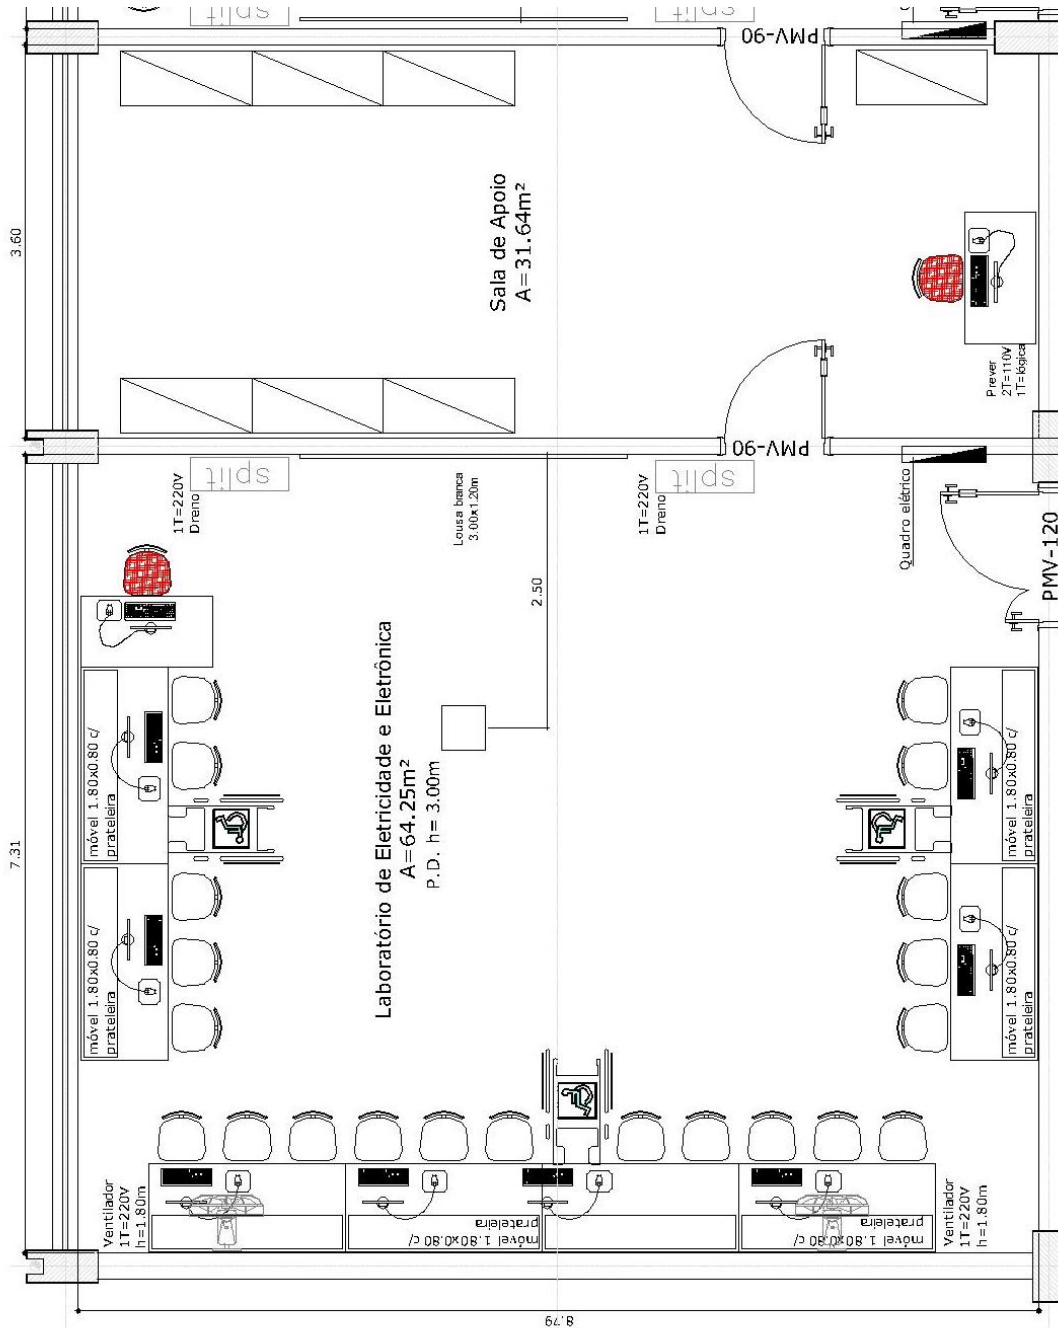 split
split
PMV-90
3.60
Sala de Apoio
A=31.64m²
Prever
2T=110V
1T=lógica
PMV-90
split
1T=220V
Dreno
Lousa branca
3.00x1.20m
split
1T=220V
Dreno
Quadro elétrico
PMV-120
2.50
Laboratório de Eletricidade e Eletrônica
A=64.25m²
P.D. h= 3.00m
7.31
móvel 1.80x0.80 c/
prateleira
móvel 1.80x0.80 c/
prateleira
móvel 1.80x0.80 c/
prateleira
móvel 1.80x0.80 c/
prateleira
Ventilador
1T=220V
h=1.80m
móvel 1.80x0.80 c/
prateleira
móvel 1.80x0.80 c/
prateleira
Ventilador
1T=220V
h=1.80m
8.79